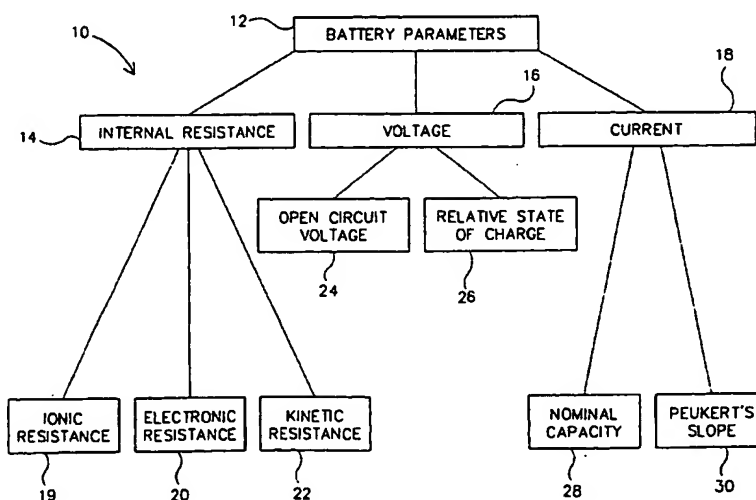 12
BATTERY PARAMETERS
10
18
16
14
INTERNAL RESISTANCE
VOLTAGE
CURRENT
OPEN CIRCUIT
VOLTAGE
RELATIVE STATE
OF CHARGE
24
26
IONIC
RESISTANCE
ELECTRONIC
RESISTANCE
KINETIC
RESISTANCE
NOMINAL
CAPACITY
PEUKERT'S
SLOPE
19
20
22
28
30